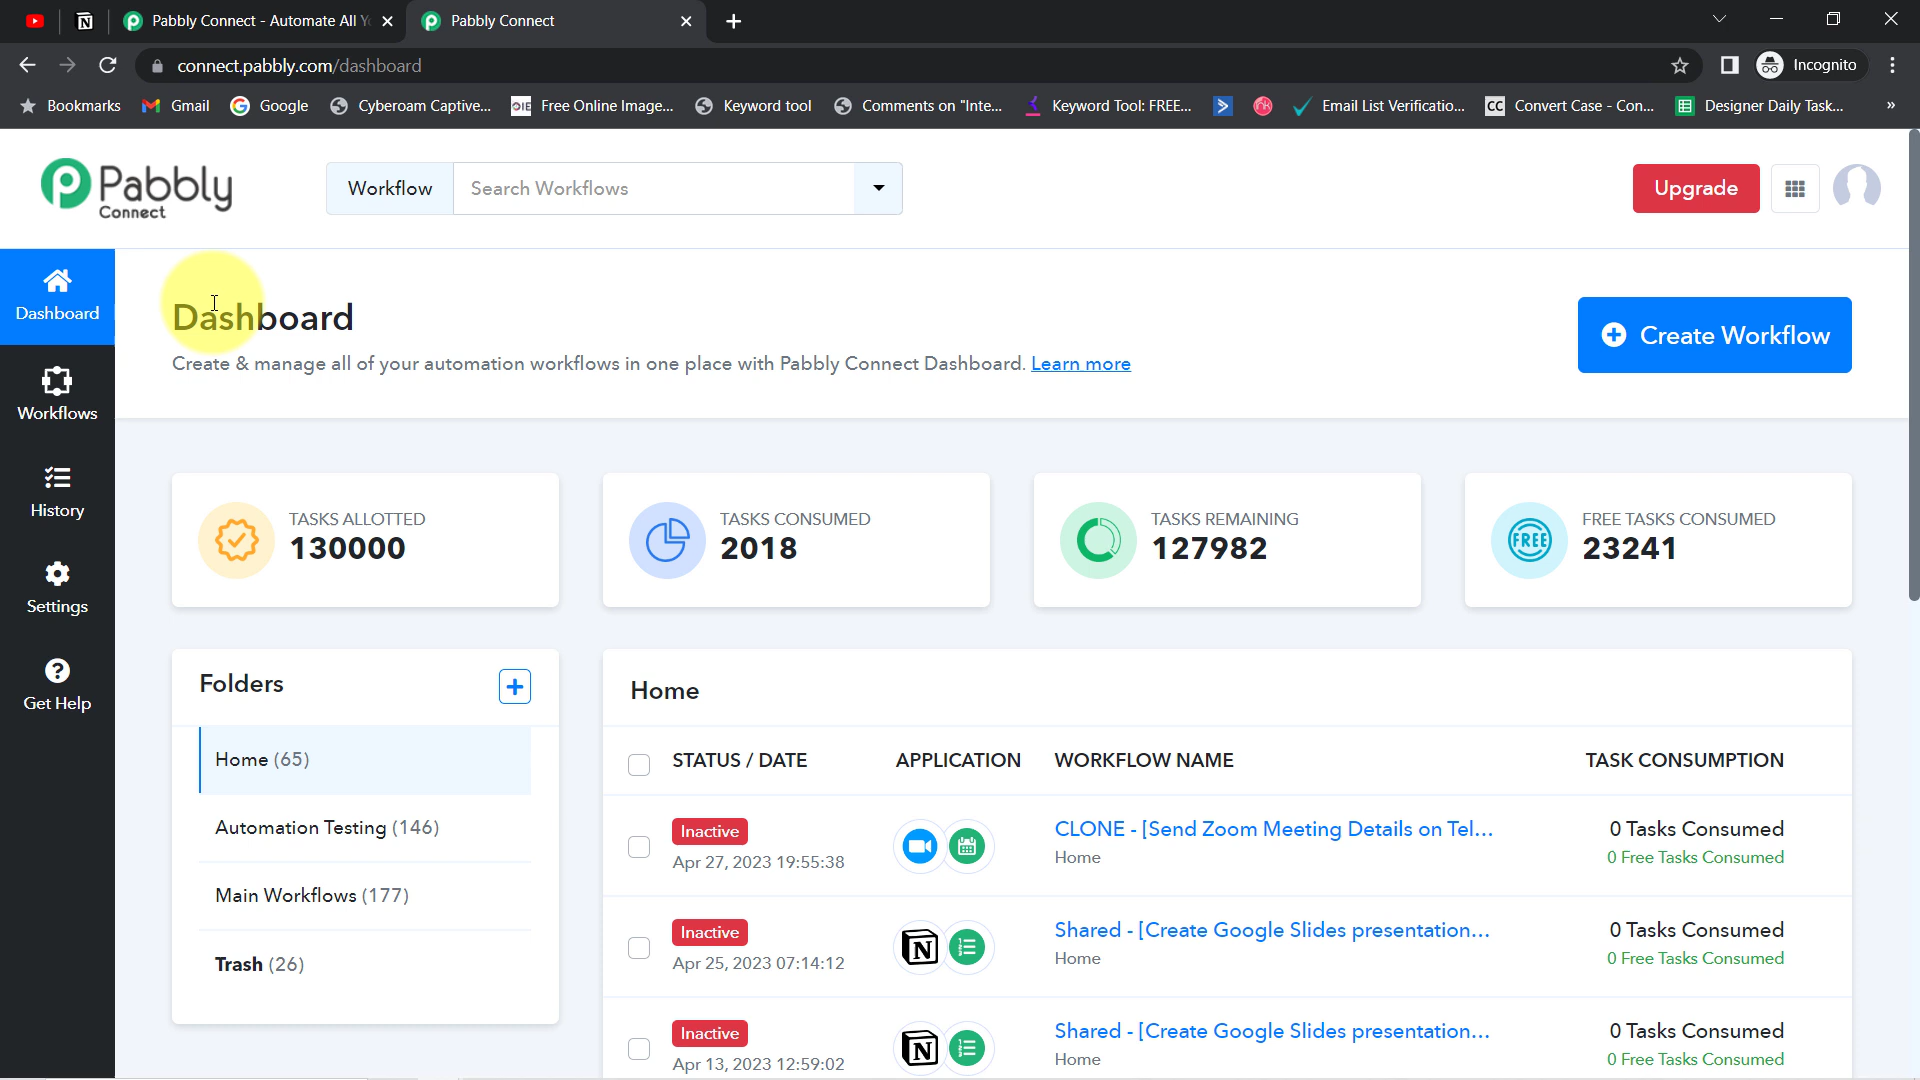 Pabbly Connect - Automate All Y
Pabbly Connect
connect.pabbly.com/dashboard
Incognito
Bookmarks
Gmail
Google
Cyberoam Captive...
OIE
Free Online Image...
Keyword tool
Comments on "Inte...
Keyword Tool: FREE...
Email List Verificatio...
CC
Convert Case - Con...
Designer Daily Task...
»
Pabbly
Connect
Workflow
Search Workflows
Upgrade
Dashboard
Workflows
History
Settings
Get Help
Dashboard
Create & manage all of your automation workflows in one place with Pabbly Connect Dashboard. Learn more
Create Workflow
TASKS ALLOTTED
130000
TASKS CONSUMED
2018
TASKS REMAINING
127982
FREE
FREE TASKS CONSUMED
23241
Folders
Home (65)
Automation Testing (146)
Main Workflows (177)
Trash (26)
Home
STATUS / DATE APPLICATION WORKFLOW NAME TASK CONSUMPTION
Inactive
Apr 27, 2023 19:55:38
CLONE - [Send Zoom Meeting Details on Tel...
Home
0 Tasks Consumed
0 Free Tasks Consumed
Inactive
Apr 25, 2023 07:14:12
Shared - [Create Google Slides presentation...
Home
0 Tasks Consumed
0 Free Tasks Consumed
Inactive
Apr 13, 2023 12:59:02
Shared - [Create Google Slides presentation...
Home
0 Tasks Consumed
0 Free Tasks Consumed